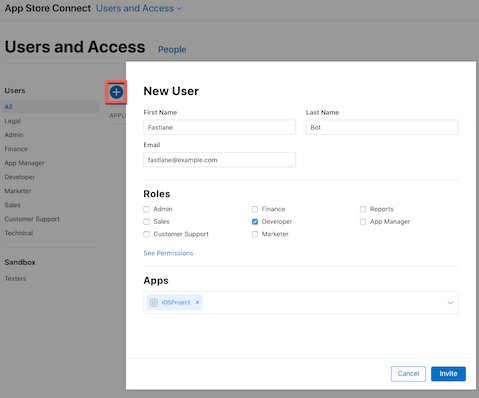 App Store Connect Users and Access
Users and Access People
Users
All
Legal
Admin
Finance
App Manager
Developer
Marketer
Sales
Customer Support
Technical
Sandbox
Testers
New User
First Name Last Name
Fastlane Bot
Email
fastlane@example.com
Roles
Admin Finance Reports
Sales Developer App Manager
Customer Support Marketer
See Permissions
Apps
iOSProject ×
Cancel Invite